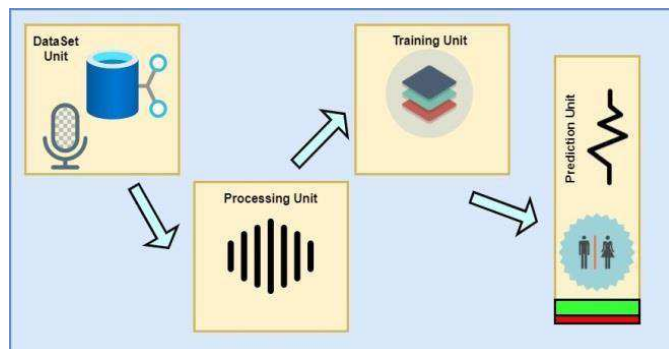 DataSet
Unit
Processing Unit
Training Unit
Prediction Unit